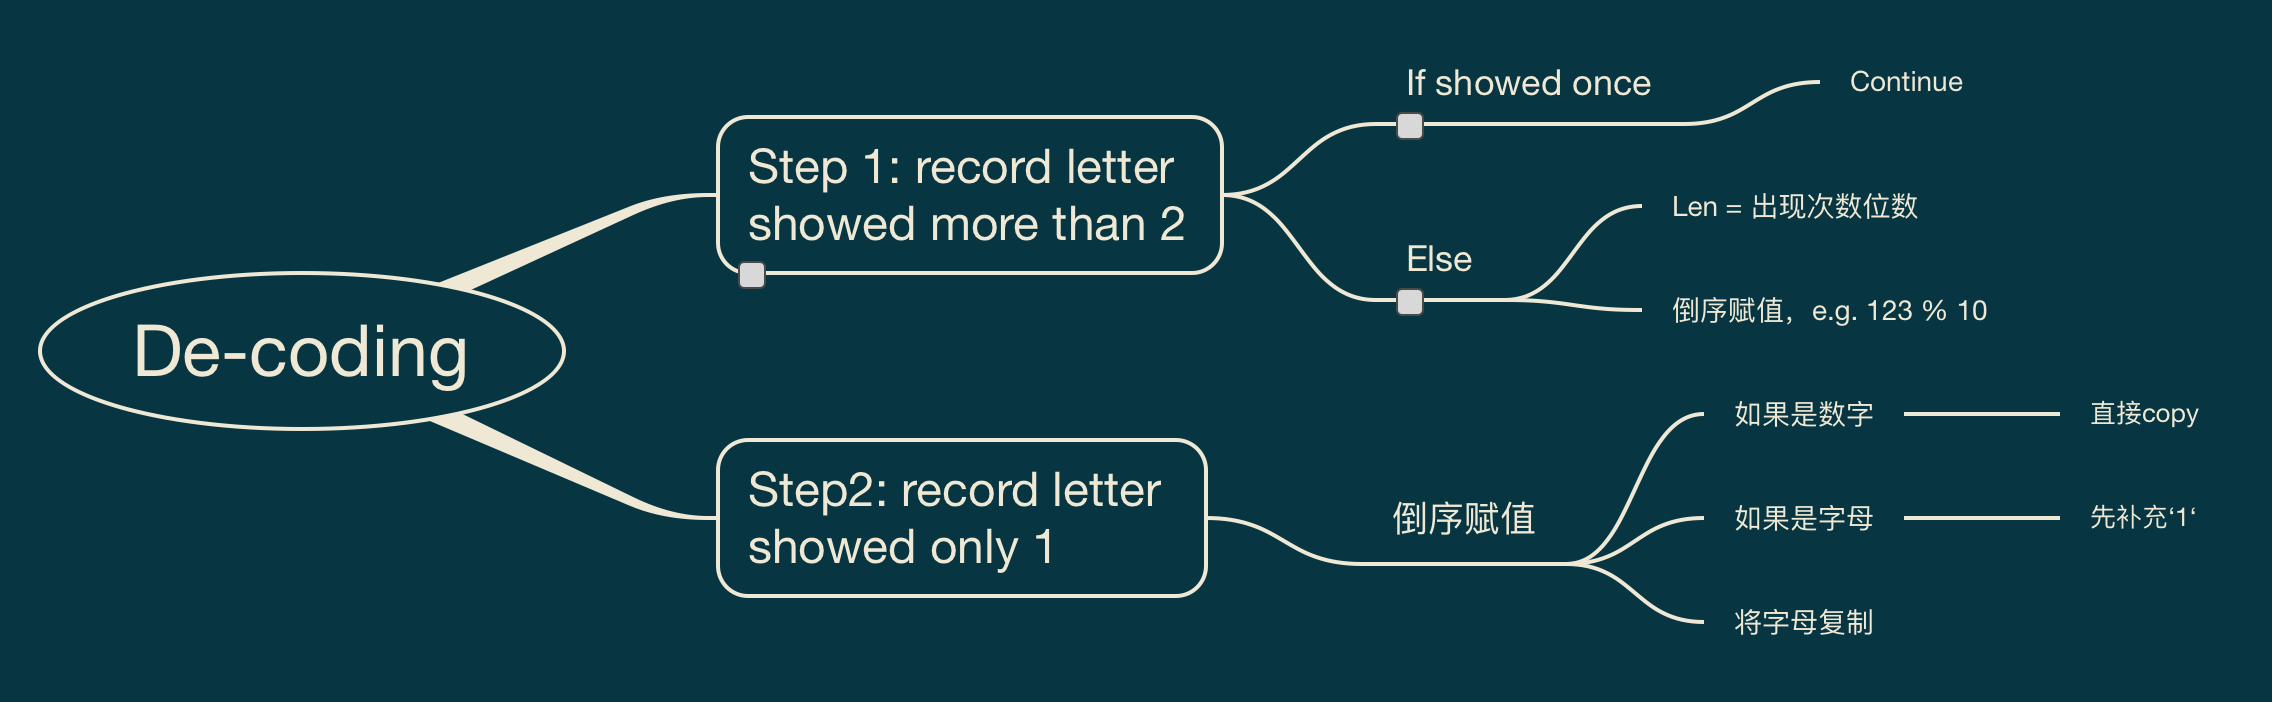 De-coding
Step 1: record letter
showed more than 2
If showed once
Continue
Else
Len = 出现次数位数
倒序赋值，e.g. 123 % 10
Step2: record letter
showed only 1
倒序赋值
如果是数字
直接copy
如果是字母
先补充‘1‘
将字母复制